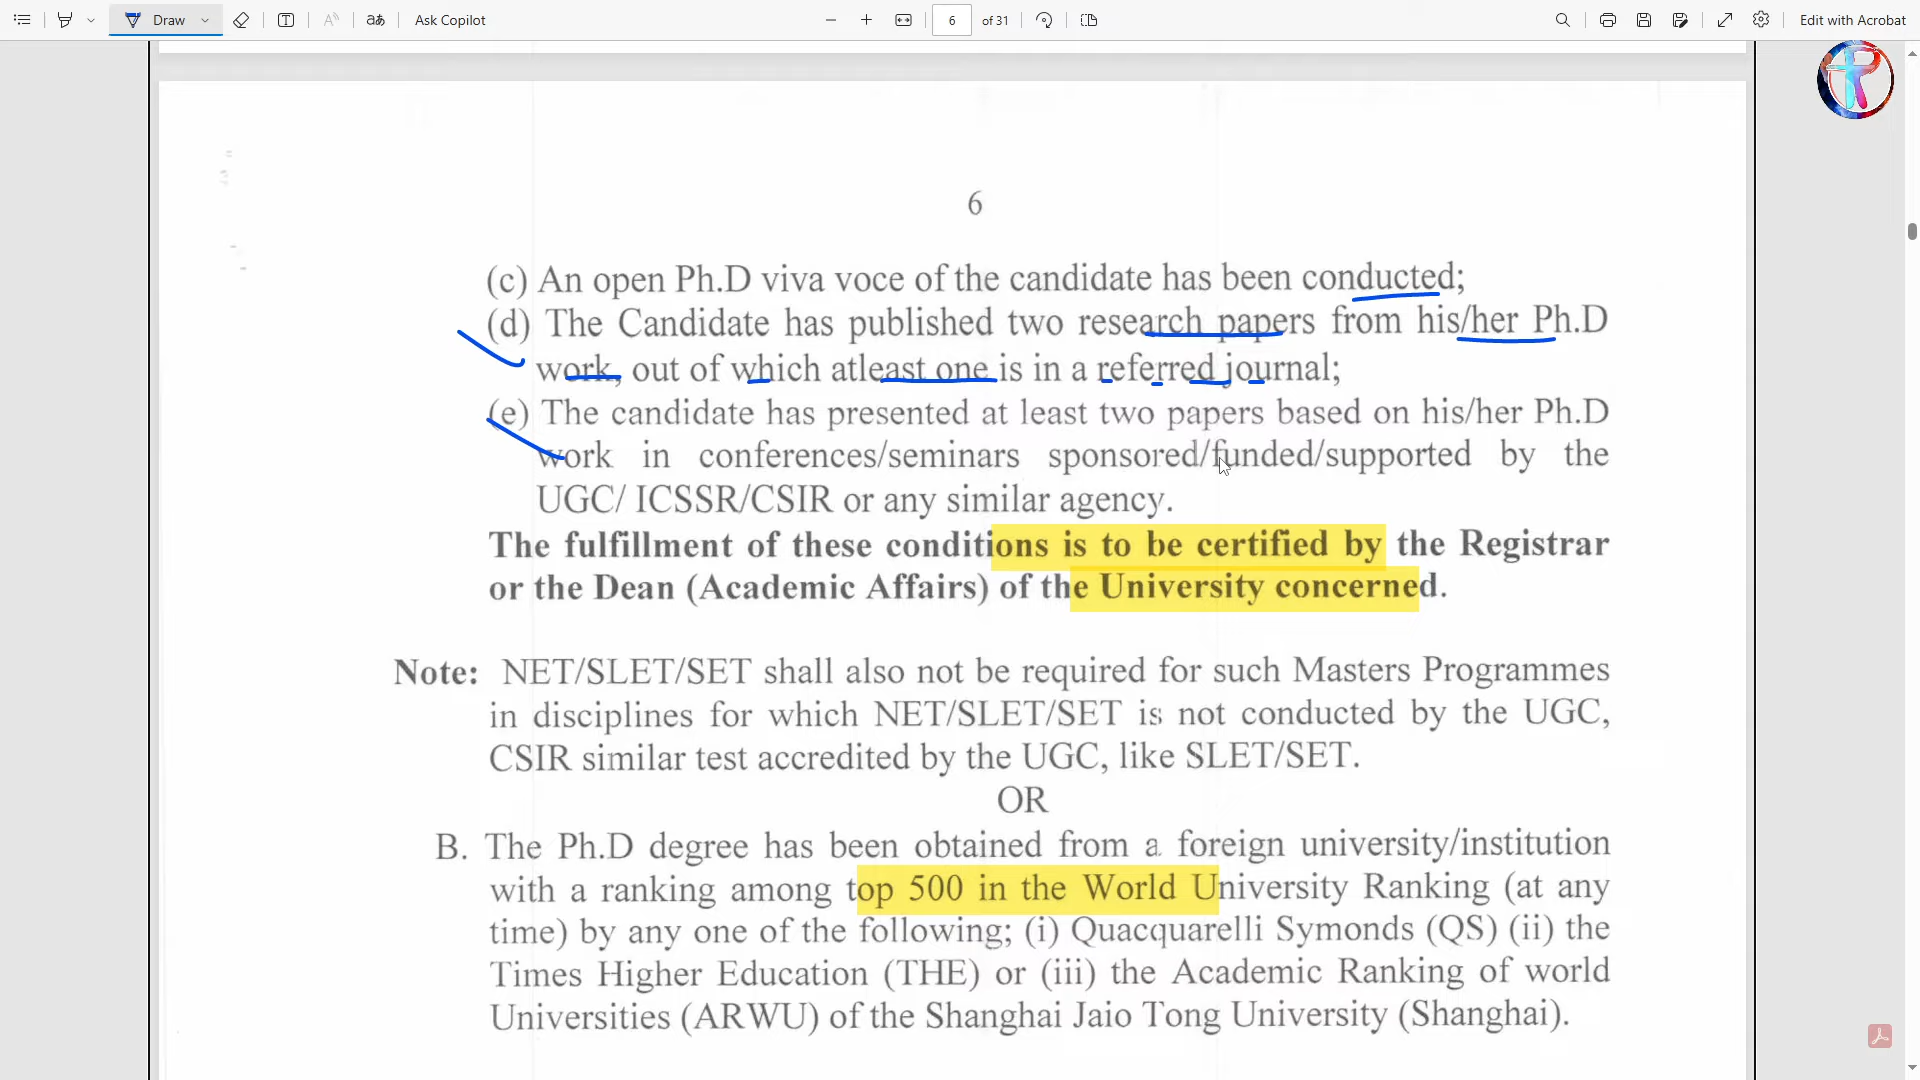 Draw
aあ
Ask Copilot
6
of 31
Edit with Acrobat
6
(c) An open Ph.D viva voce of the candidate has been conducted;
(d) The Candidate has published two research papers from his/her Ph.D
work, out of which atleast one is in a referred journal;
(e) The candidate has presented at least two papers based on his/her Ph.D
work in conferences/seminars sponsored/funded/supported by the
UGC/ ICSSR/CSIR or any similar agency.
The fulfillment of these conditions is to be certified by the Registrar
or the Dean (Academic Affairs) of the University concerned.
Note: NET/SLET/SET shall also not be required for such Masters Programmes
in disciplines for which NET/SLET/SET is not conducted by the UGC,
CSIR similar test accredited by the UGC, like SLET/SET.
OR
B. The Ph.D degree has been obtained from a foreign university/institution
with a ranking among top 500 in the World University Ranking (at any
time) by any one of the following; (i) Quacquarelli Symonds (QS) (ii) the
Times Higher Education (THE) or (iii) the Academic Ranking of world
Universities (ARWU) of the Shanghai Jaio Tong University (Shanghai).